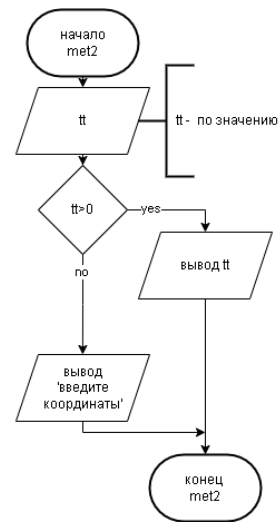 начало
met2
tt
tt - по значению
tt>0
yes
no
вывод tt
вывод
'введите
координаты'
конец
met2